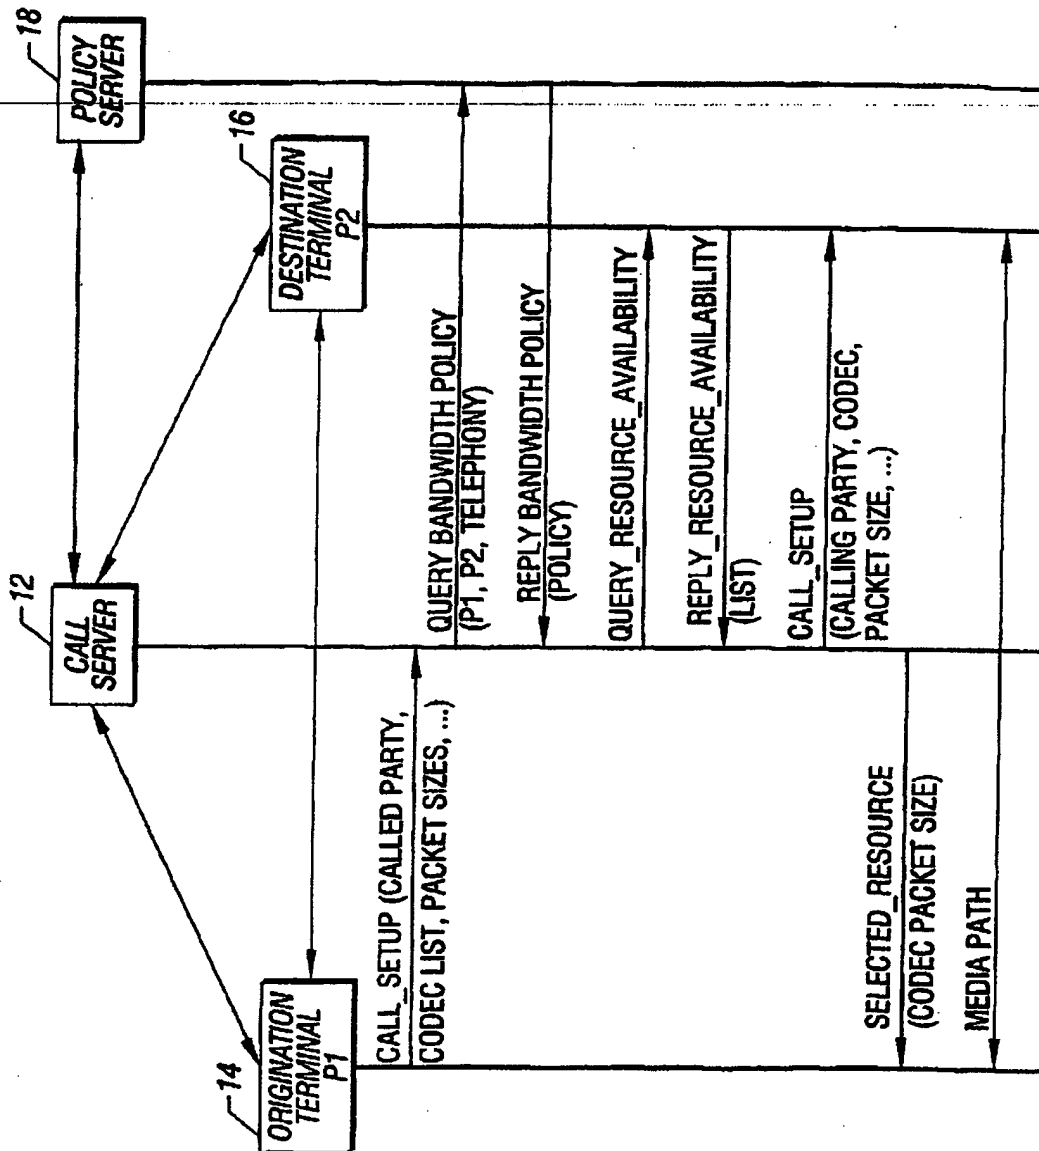 18
POLICY
SERVER
12
CALL
SERVER
16
DESTINATION
TERMINAL
P2
14
ORIGINATION
TERMINAL
P1
CALL_SETUP (CALLED PARTY,
CODEC LIST, PACKET SIZES, ...)
QUERY BANDWIDTH POLICY
(P1, P2, TELEPHONY)
REPLY BANDWIDTH POLICY
(POLICY)
QUERY_RESOURCE_AVAILABILITY
REPLY_RESOURCE_AVAILABILITY
(LIST)
CALL_SETUP
(CALLING PARTY, CODEC,
PACKET SIZE, ...)
SELECTED_RESOURCE
(CODEC PACKET SIZE)
MEDIA PATH